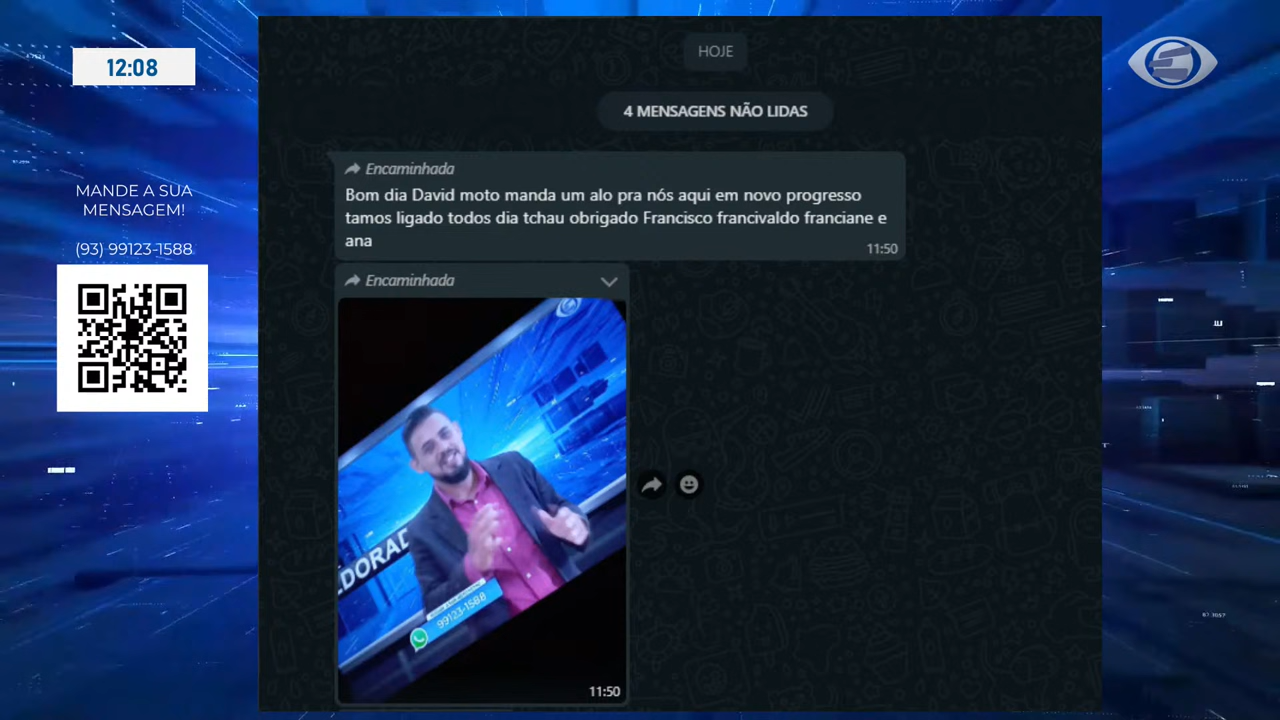 12:08
MANDE A SUA
MENSAGEM!
(93) 99123-1588
HOJE
4 MENSAGENS NÃO LIDAS
Encaminhada
Bom dia David moto manda um alo pra nós aqui em novo progresso
tamos ligado todos dia tchau obrigado Francisco francivaldo franciane e
ana
11:50
Encaminhada
LDORAD
99123-1588
11:50